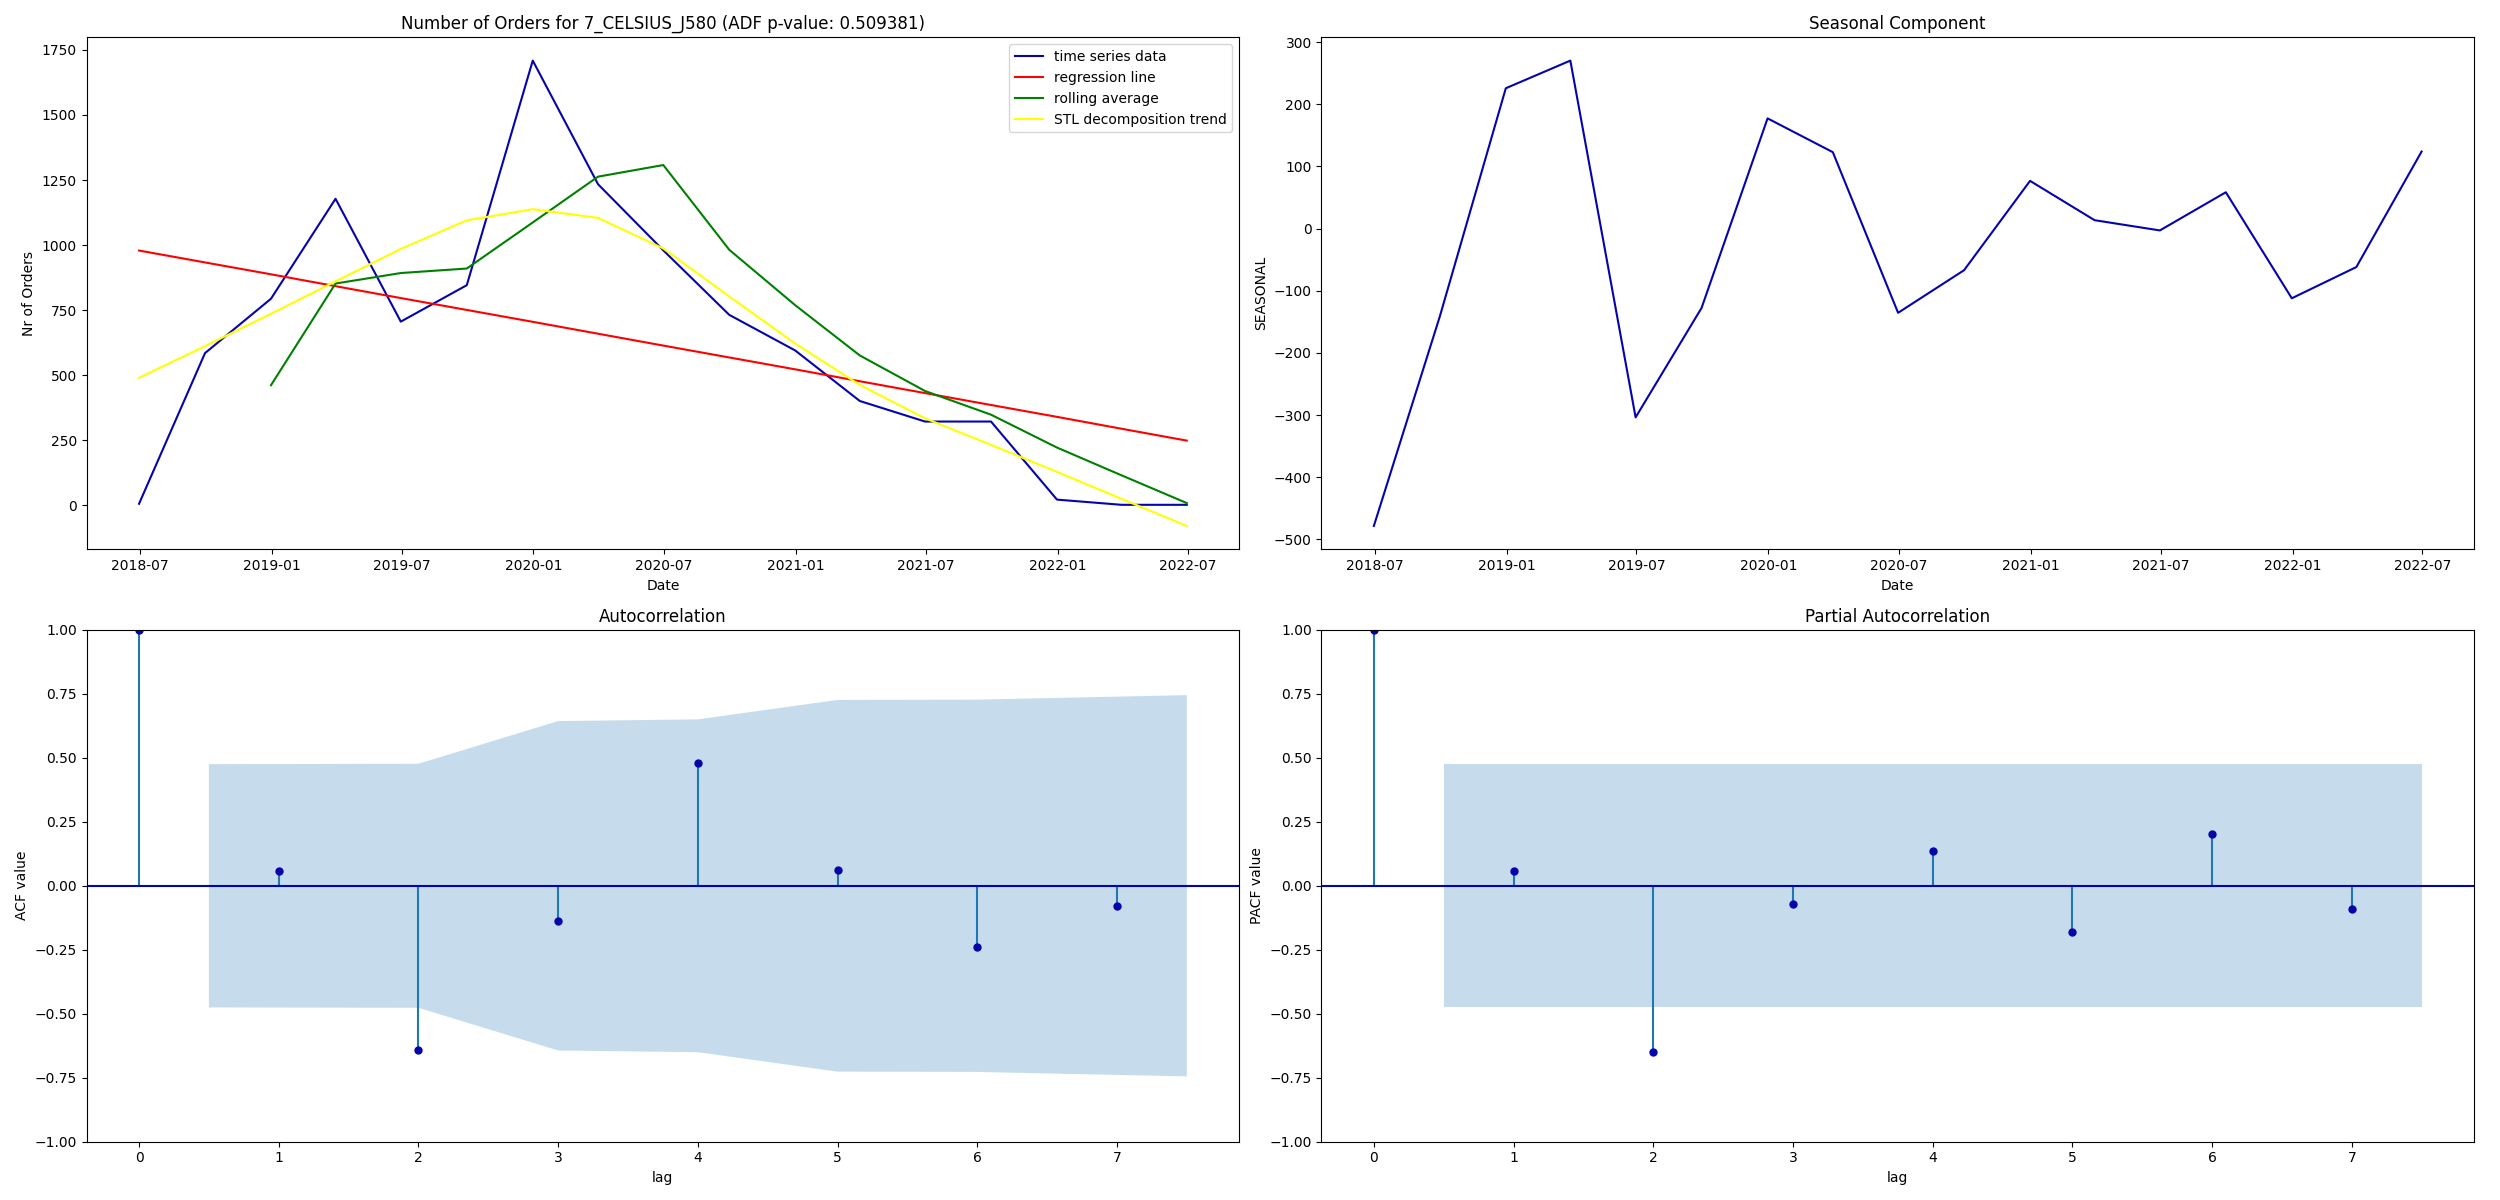 Number of Orders for 7_CELSIUS_J580 (ADF p-value: 0.509381)
1750
1500
1250
1000
750
500
250
0
Nr of Orders
time series data
regression line
rolling average
STL decomposition trend
2018-07 2019-01 2019-07 2020-01 2020-07 2021-01 2021-07 2022-01 2022-07
Date
Seasonal Component
300
200
100
0
−100
−200
−300
−400
−500
SEASONAL
2018-07 2019-01 2019-07 2020-01 2020-07 2021-01 2021-07 2022-01 2022-07
Date
Autocorrelation
1.00
0.75
0.50
0.25
0.00
−0.25
−0.50
−0.75
−1.00
ACF value
0 1 2 3 4 5 6 7
lag
Partial Autocorrelation
1.00
0.75
0.50
0.25
0.00
−0.25
−0.50
−0.75
−1.00
PACF value
0 1 2 3 4 5 6 7
lag